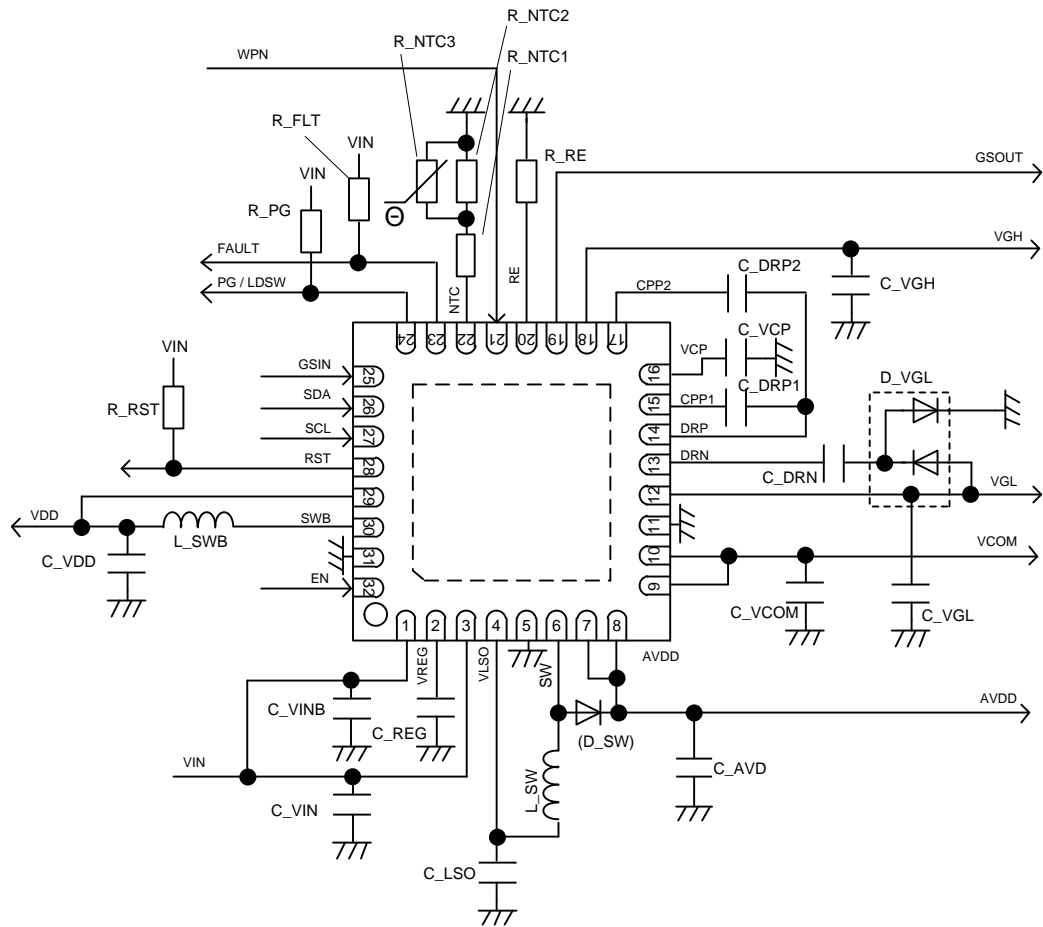 R_NTC2
R_NTC3
WPN
R_NTC1
R_FLT
VIN
R_RE
GSOUT
VIN
R_PG
Θ
FAULT
VGH
PG / LDSW
NTC
RE
CPP2
C_DRP2
C_VGH
24
23
22
21
20
19
18
17
VIN
GSIN
25
16
VCP
C_VCP
D_VGL
R_RST
SDA
26
15
CPP1
C_DRP1
SCL
27
14
DRP
RST
28
13
DRN
C_DRN
VGL
29
12
VDD
SWB
30
11
L_SWB
VCOM
C_VDD
31
10
EN
32
9
C_VCOM
C_VGL
1
2
3
4
5
6
7
8
VREG
VLSO
SW
AVDD
C_VINB
C_REG
AVDD
(D_SW)
VIN
L_SW
C_AVD
C_VIN
C_LSO